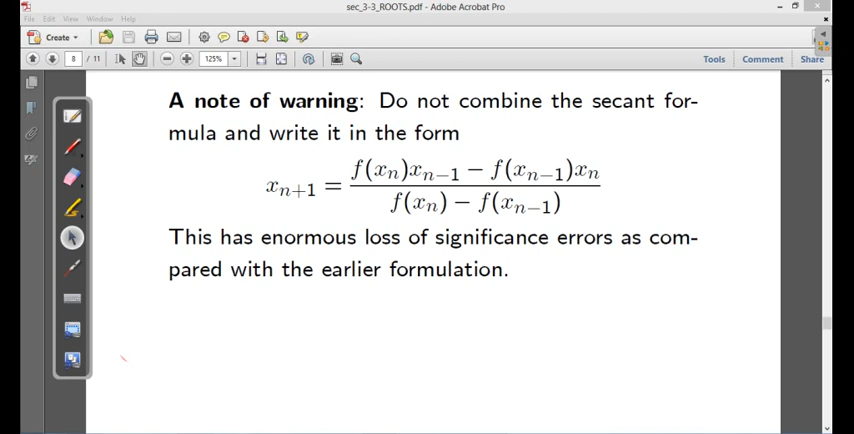 sec_3-3_ROOTS.pdf - Adobe Acrobat Pro
File Edit View Window Help
Create
8 / 11 125% Tools Comment Share
A note of warning: Do not combine the secant for-
mula and write it in the form
x_{n+1} = \frac{f(x_n)x_{n-1} - f(x_{n-1})x_n}{f(x_n) - f(x_{n-1})}
This has enormous loss of significance errors as com-
pared with the earlier formulation.